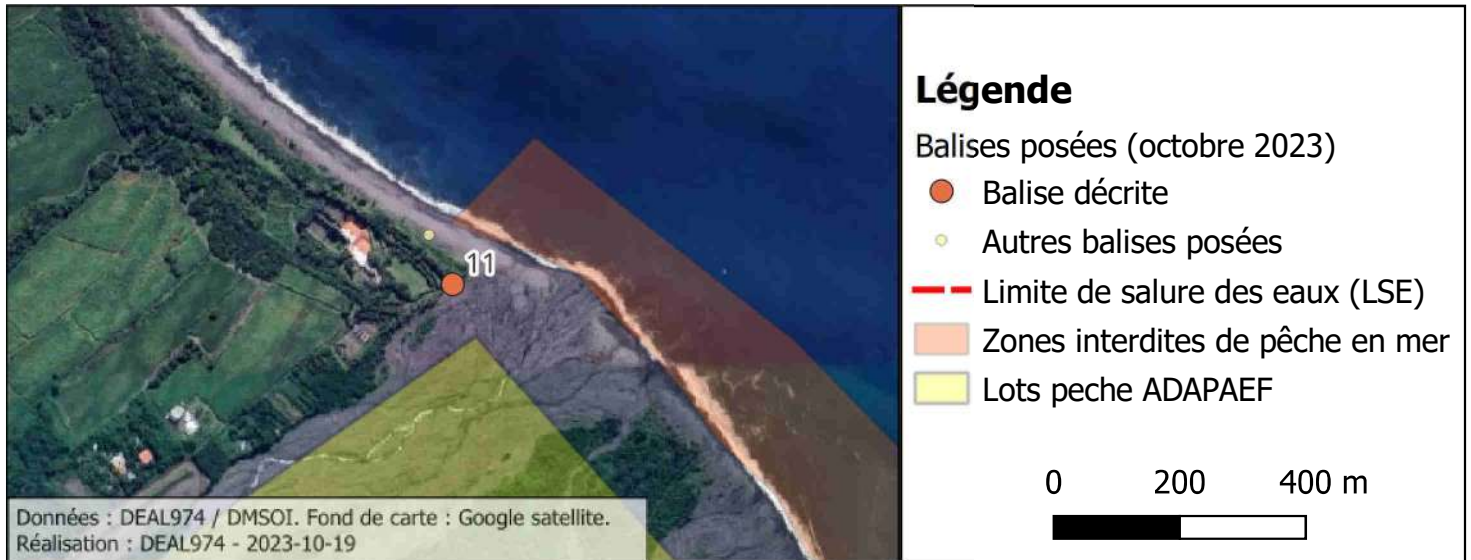 11
Données : DEAL974 / DMSOI. Fond de carte : Google satellite.
Réalisation : DEAL974 - 2023-10-19
Légende
Balises posées (octobre 2023)
Balise décrite
Autres balises posées
Limite de salure des eaux (LSE)
Zones interdites de pêche en mer
Lots peche ADAPAEF
0 200 400 m